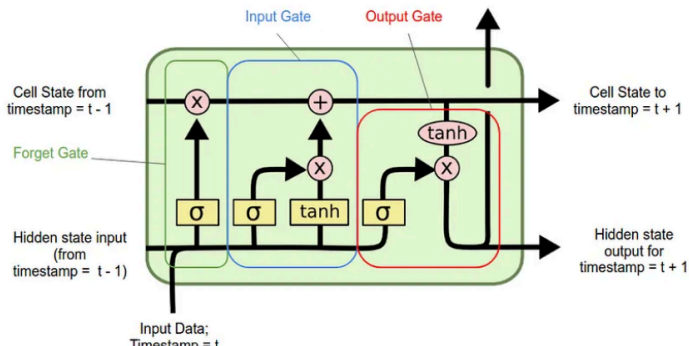 Input Gate
Output Gate
Cell State from
timestamp = t - 1
Cell State to
timestamp = t + 1
x
+
tanh
Forget Gate
x
x
σ
σ
tanh
σ
Hidden state input
(from
timestamp = t - 1)
Hidden state
output for
timestamp = t + 1
Input Data;
Timestamp = t